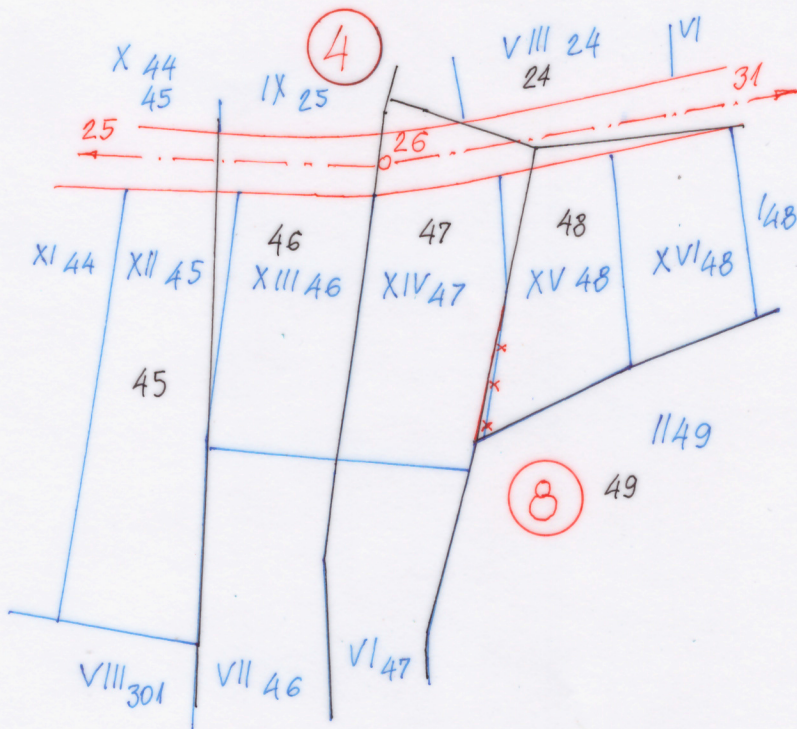 4
VIII 24
VI
X 44
45
IX 25
24
31
25
26
46
47
48
I 48
XI 44
XII 45
XIII 46
XIV 47
XV 48
XVI 48
45
II 49
8
49
VIII 301
VII 46
VI 47